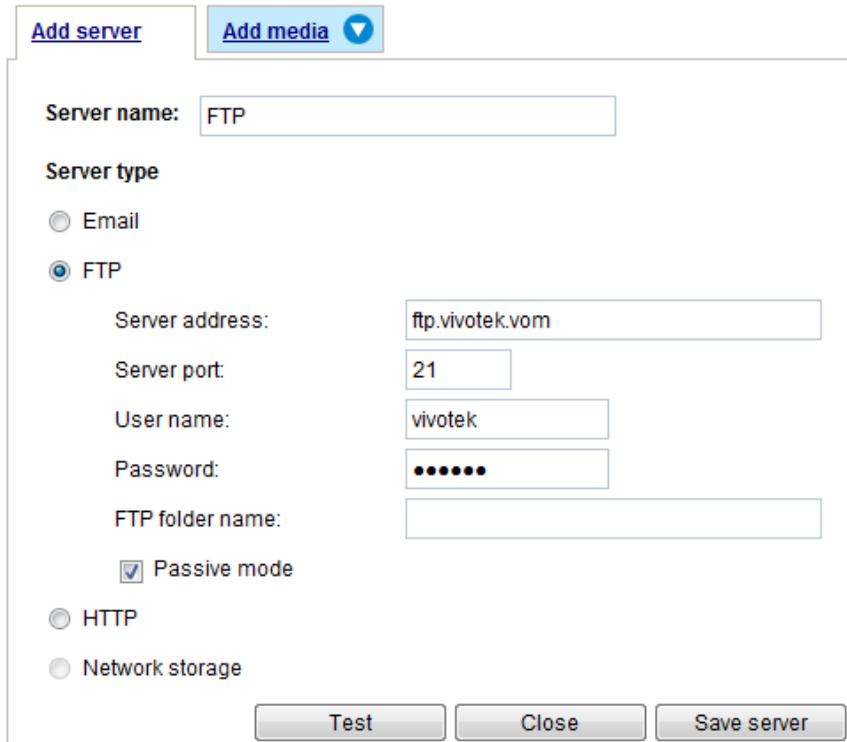 Add server Add media
Server name: FTP
Server type
Email
FTP
Server address: ftp.vivotek.vom
Server port: 21
User name: vivotek
Password: ●●●●●●
FTP folder name:
Passive mode
HTTP
Network storage
Test Close Save server